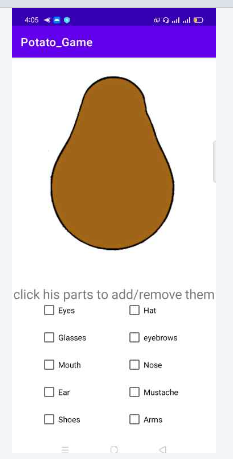 4:05
Potato_Game
click his parts to add/remove them
Eyes Hat
Glasses eyebrows
Mouth Nose
Ear Mustache
Shoes Arms